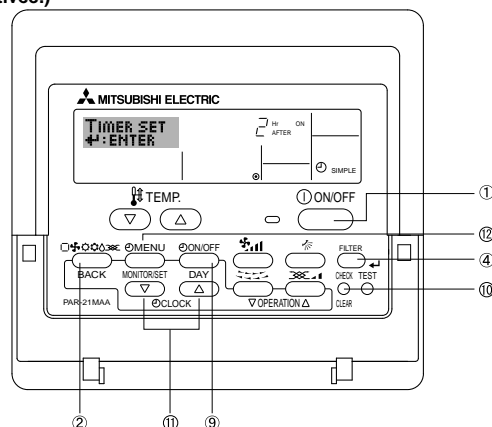 tives.)
MITSUBISHI ELECTRIC
TIMER SET
↵:ENTER
2 Hr ON
AFTER
SIMPLE
TEMP.
ON/OFF
①
MENU
ON/OFF
FILTER
⑫
④
BACK
MONITOR/SET
DAY
CHECK TEST
⑩
PAR-21MAA
CLOCK
▽OPERATION△
CLEAR
② ⑪ ⑨